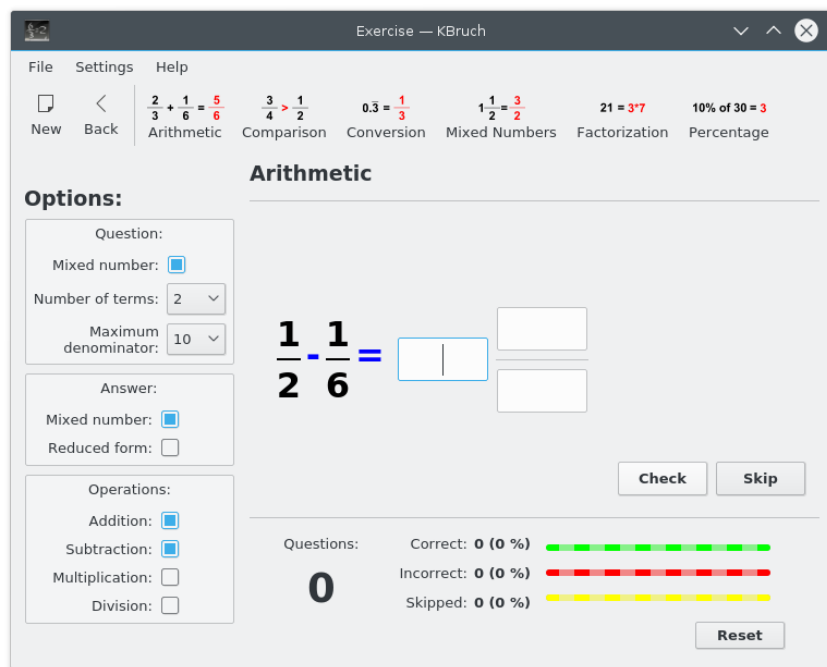 Exercise — KBruch
File Settings Help
New Back
2/3 + 1/6 = 5/6 Arithmetic
3/4 > 1/2 Comparison
0.3̅ = 1/3 Conversion
1 1/2 = 3/2 Mixed Numbers
21 = 3*7 Factorization
10% of 30 = 3 Percentage
Options:
Question:
Mixed number:
Number of terms: 2
Maximum
denominator: 10
Answer:
Mixed number:
Reduced form:
Operations:
Addition:
Subtraction:
Multiplication:
Division:
Arithmetic
1/2 - 1/6 =
Check Skip
Questions:
0
Correct: 0 (0 %)
Incorrect: 0 (0 %)
Skipped: 0 (0 %)
Reset